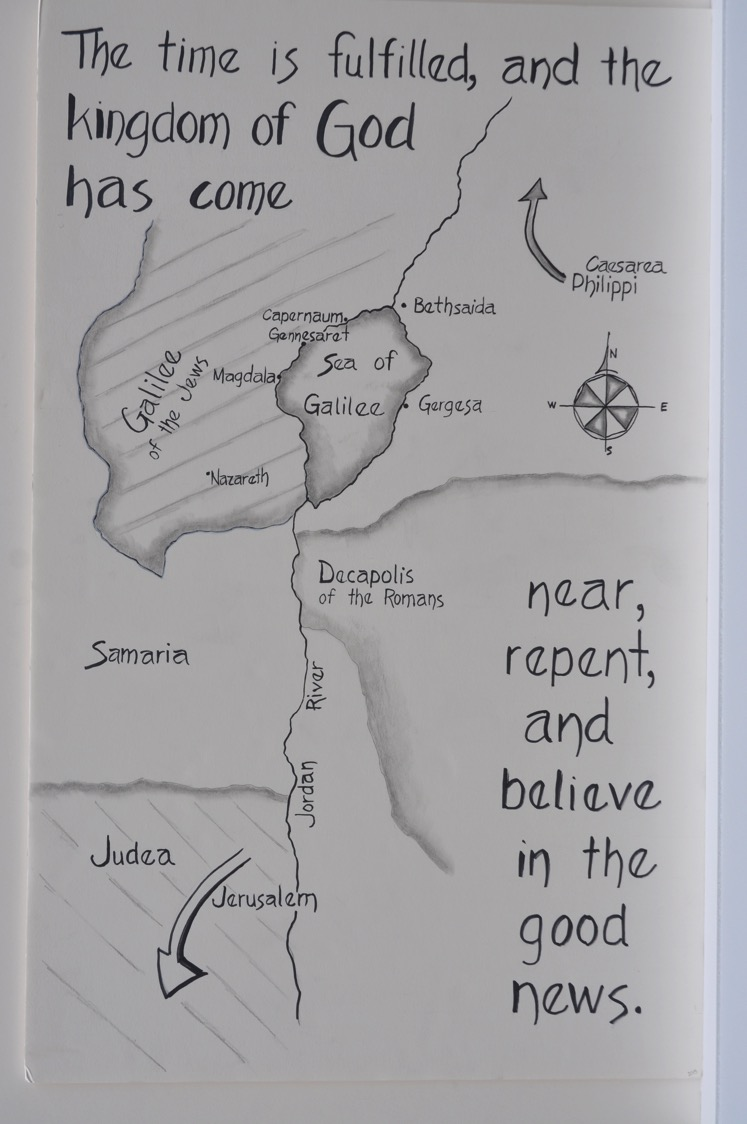 The time is fulfilled, and the
kingdom of God
has come
Caesarea
Philippi
Bethsaida
Capernaum
Gennesaret
N
Sea of
Galilee
Magdala
Galilee
of the Jews
W
E
Gergesa
S
Nazareth
Decapolis
of the Romans
near,
repent,
and
believe
in the
good
news.
Samaria
Jordan River
Judea
Jerusalem